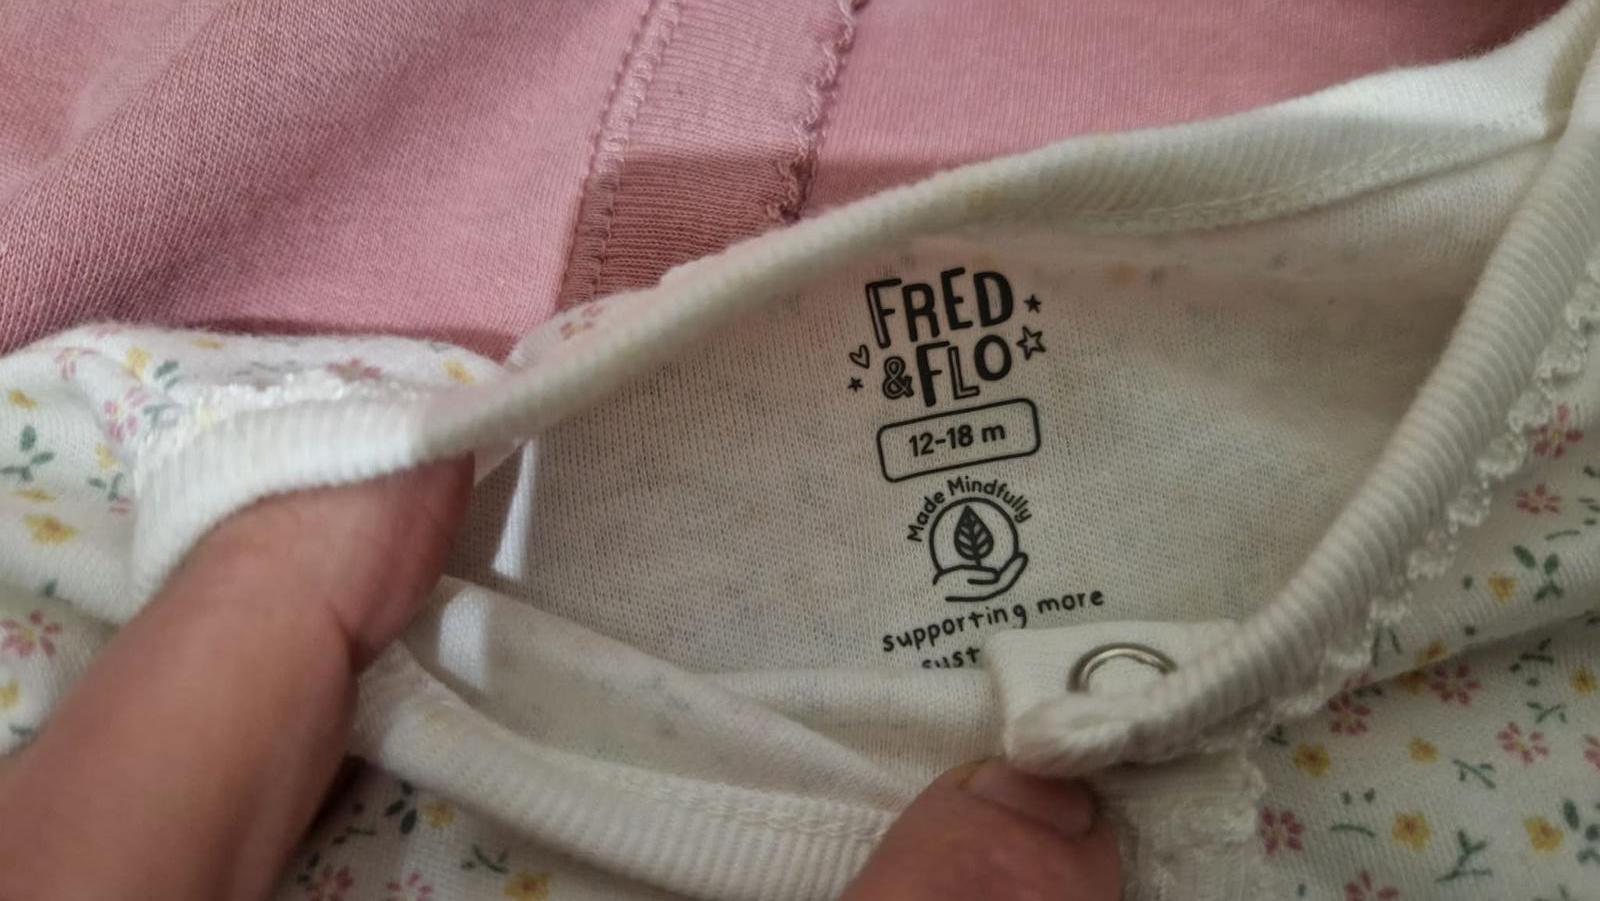 FRED
& FLO
12-18 m
Made Mindfully
supporting more